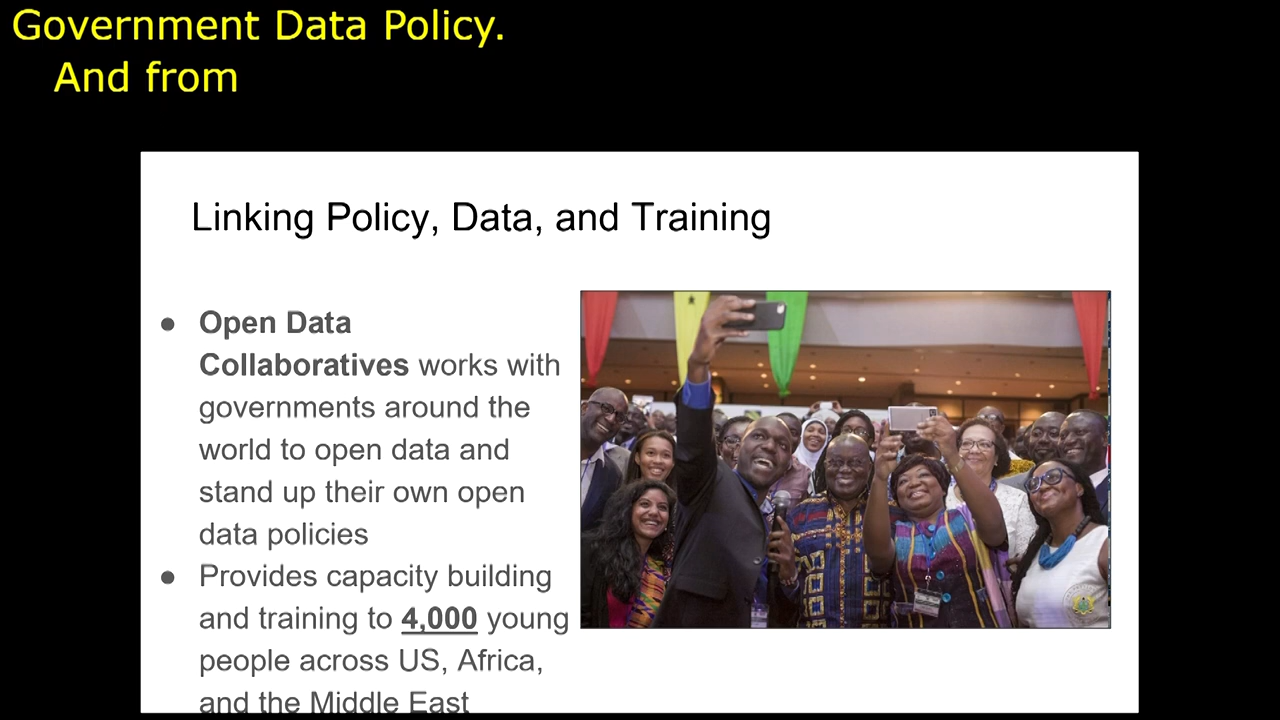 Government Data Policy.
And from
Linking Policy, Data, and Training
● Open Data
Collaboratives works with
governments around the
world to open data and
stand up their own open
data policies
● Provides capacity building
and training to 4,000 young
people across US, Africa,
and the Middle East